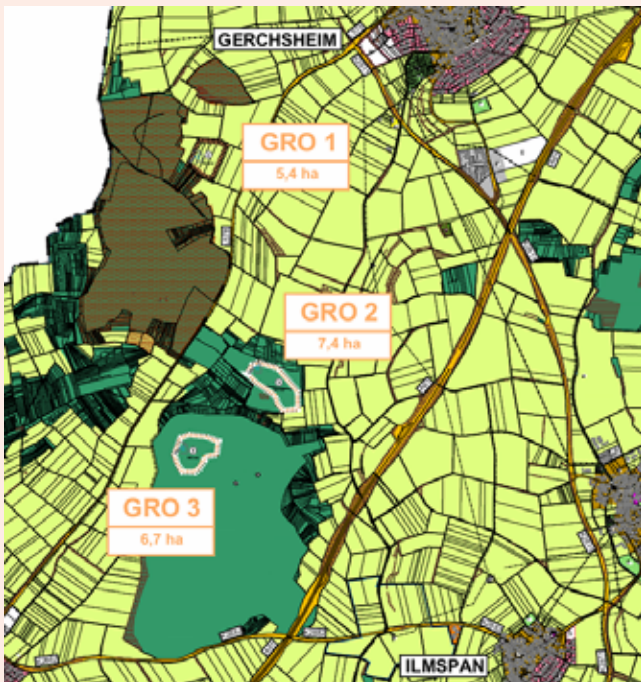 GERCHSHEIM
GRO 1
5,4 ha
GRO 2
7,4 ha
GRO 3
6,7 ha
ILMSPAN